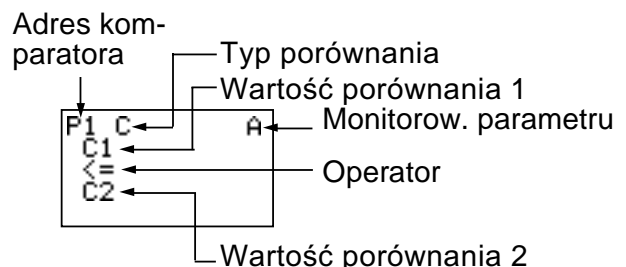 Adres kom-
paratora
Typ porównania
Wartość porównania 1
P1 C A
Monitorow. parametru
C1
<=
Operator
C2
Wartość porównania 2